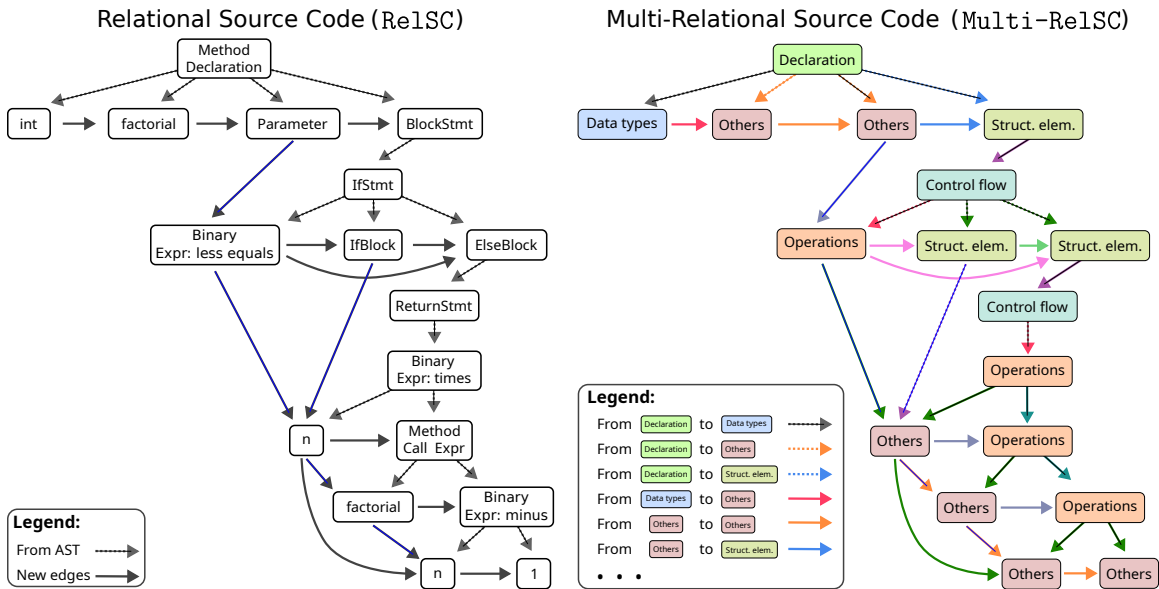 Relational Source Code (RelSC)
Method
Declaration
int
factorial
Parameter
BlockStmt
IfStmt
Binary
Expr: less equals
IfBlock
ElseBlock
ReturnStmt
Binary
Expr: times
n
Method
Call Expr
factorial
Binary
Expr: minus
n
1
Legend:
From AST
New edges
Multi-Relational Source Code (Multi-RelSC)
Declaration
Data types
Others
Others
Struct. elem.
Control flow
Operations
Struct. elem.
Struct. elem.
Control flow
Operations
Others
Operations
Others
Operations
Others
Others
Legend:
From Declaration to Data types
From Declaration to Others
From Declaration to Struct. elem.
From Data types to Others
From Others to Others
From Others to Struct. elem.
. . .